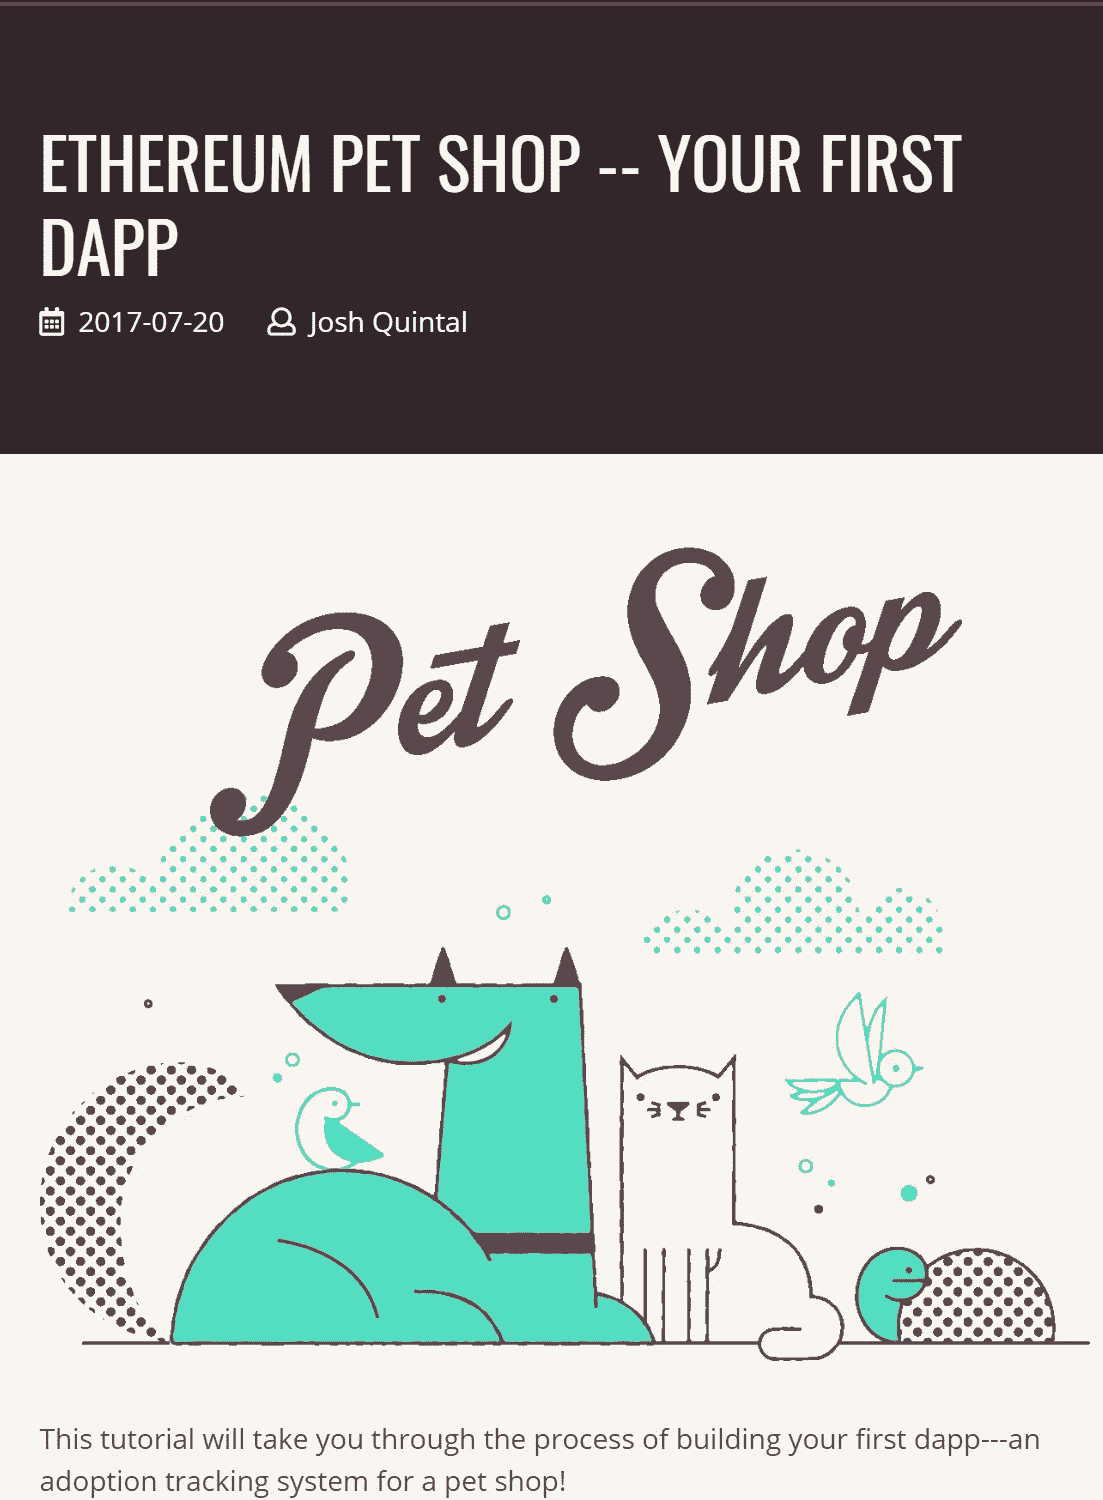 ETHEREUM PET SHOP -- YOUR FIRST
DAPP
2017-07-20 Josh Quintal
Pet Shop
This tutorial will take you through the process of building your first dapp---an
adoption tracking system for a pet shop!